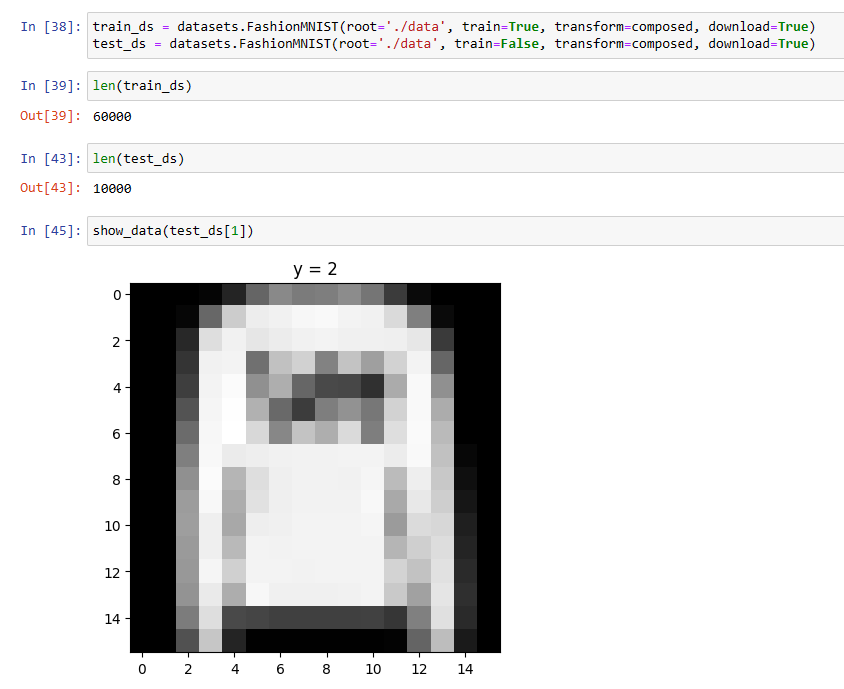 In [38]: train_ds = datasets.FashionMNIST(root='./data', train=True, transform=composed, download=True)
test_ds = datasets.FashionMNIST(root='./data', train=False, transform=composed, download=True)
In [39]: len(train_ds)
Out[39]: 60000
In [43]: len(test_ds)
Out[43]: 10000
In [45]: show_data(test_ds[1])
y = 2
0
2
4
6
8
10
12
14
0 2 4 6 8 10 12 14